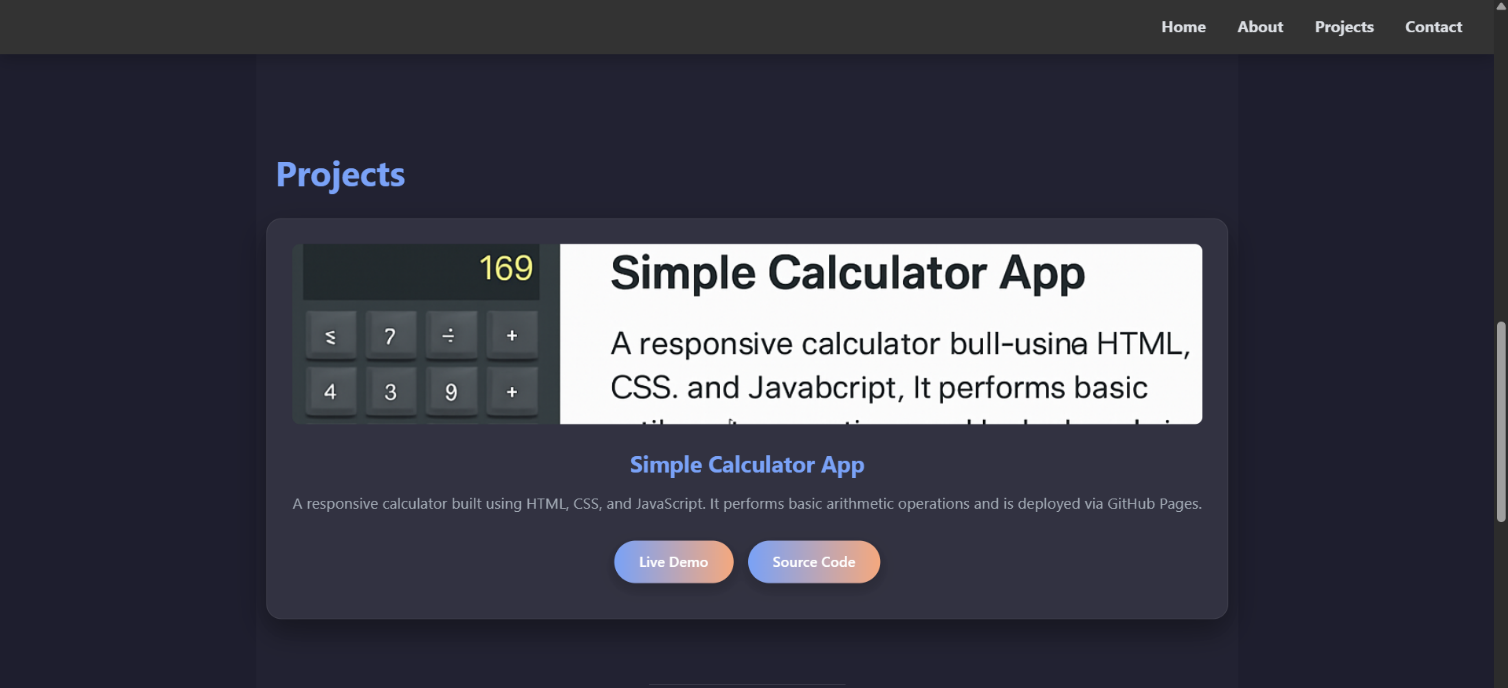 Home About Projects Contact
Projects
169
≤ 7 ÷ +
4 3 9 +
Simple Calculator App
A responsive calculator bull-usina HTML,
CSS. and Javabcript, It performs basic
Simple Calculator App
A responsive calculator built using HTML, CSS, and JavaScript. It performs basic arithmetic operations and is deployed via GitHub Pages.
Live Demo Source Code